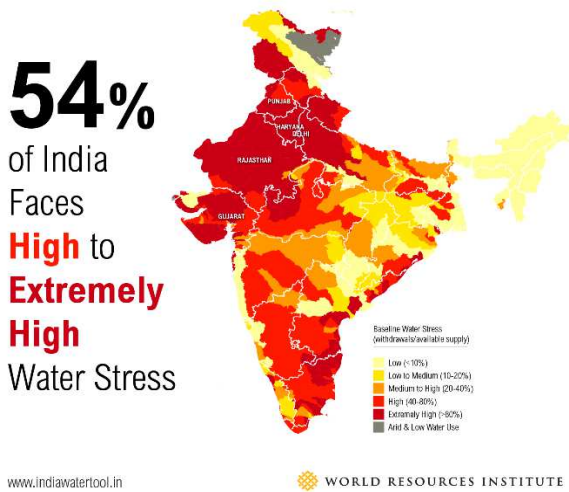 54%
of India
Faces
High to
Extremely
High
Water Stress
PUNJAB
HARYANA
DELHI
RAJASTHAN
GUJARAT
Baseline Water Stress
(withdrawals/available supply)
Low (<10%)
Low to Medium (10-20%)
Medium to High (20-40%)
High (40-80%)
Extremely High (>80%)
Arid & Low Water Use
www.indiawatertool.in
WORLD RESOURCES INSTITUTE